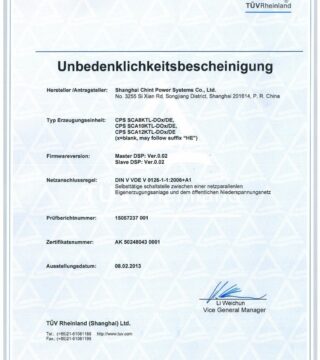 TÜVRheinland
Unbedenklichkeitsbescheinigung
Hersteller /Antragsteller: Shanghai Chint Power Systems Co., Ltd.
No. 3255 Si Xian Rd. Songjiang District, Shanghai 201614, P. R. China
Typ Erzeugungseinheit: CPS SCA8KTL-DOx/DE,
CPS SCA10KTL-DOx/DE,
CPS SCA12KTL-DOx/DE
(x=blank, may follow suffix "HE")
Firmwareversion: Master DSP: Ver.0.02
Slave DSP: Ver.0.02
Netzanschlussregel: DIN V VDE V 0126-1-1:2006+A1
Selbsttätige schaltstelle zwischen einer netzparallelen
Eigenerzeugungsanlage und dem öffentlichen Niederspannungsnetz
Prüfberichtnummer: 15057237 001
Zertifikatsnummer: AK 50248043 0001
Ausstellungsdatum: 08.02.2013
Li Weichun
Vice General Manager
TÜV Rheinland (Shanghai) Ltd.
Tel.: (+86)21-61081188 http://www.tuv.com
Fax: (+86)21-61081199